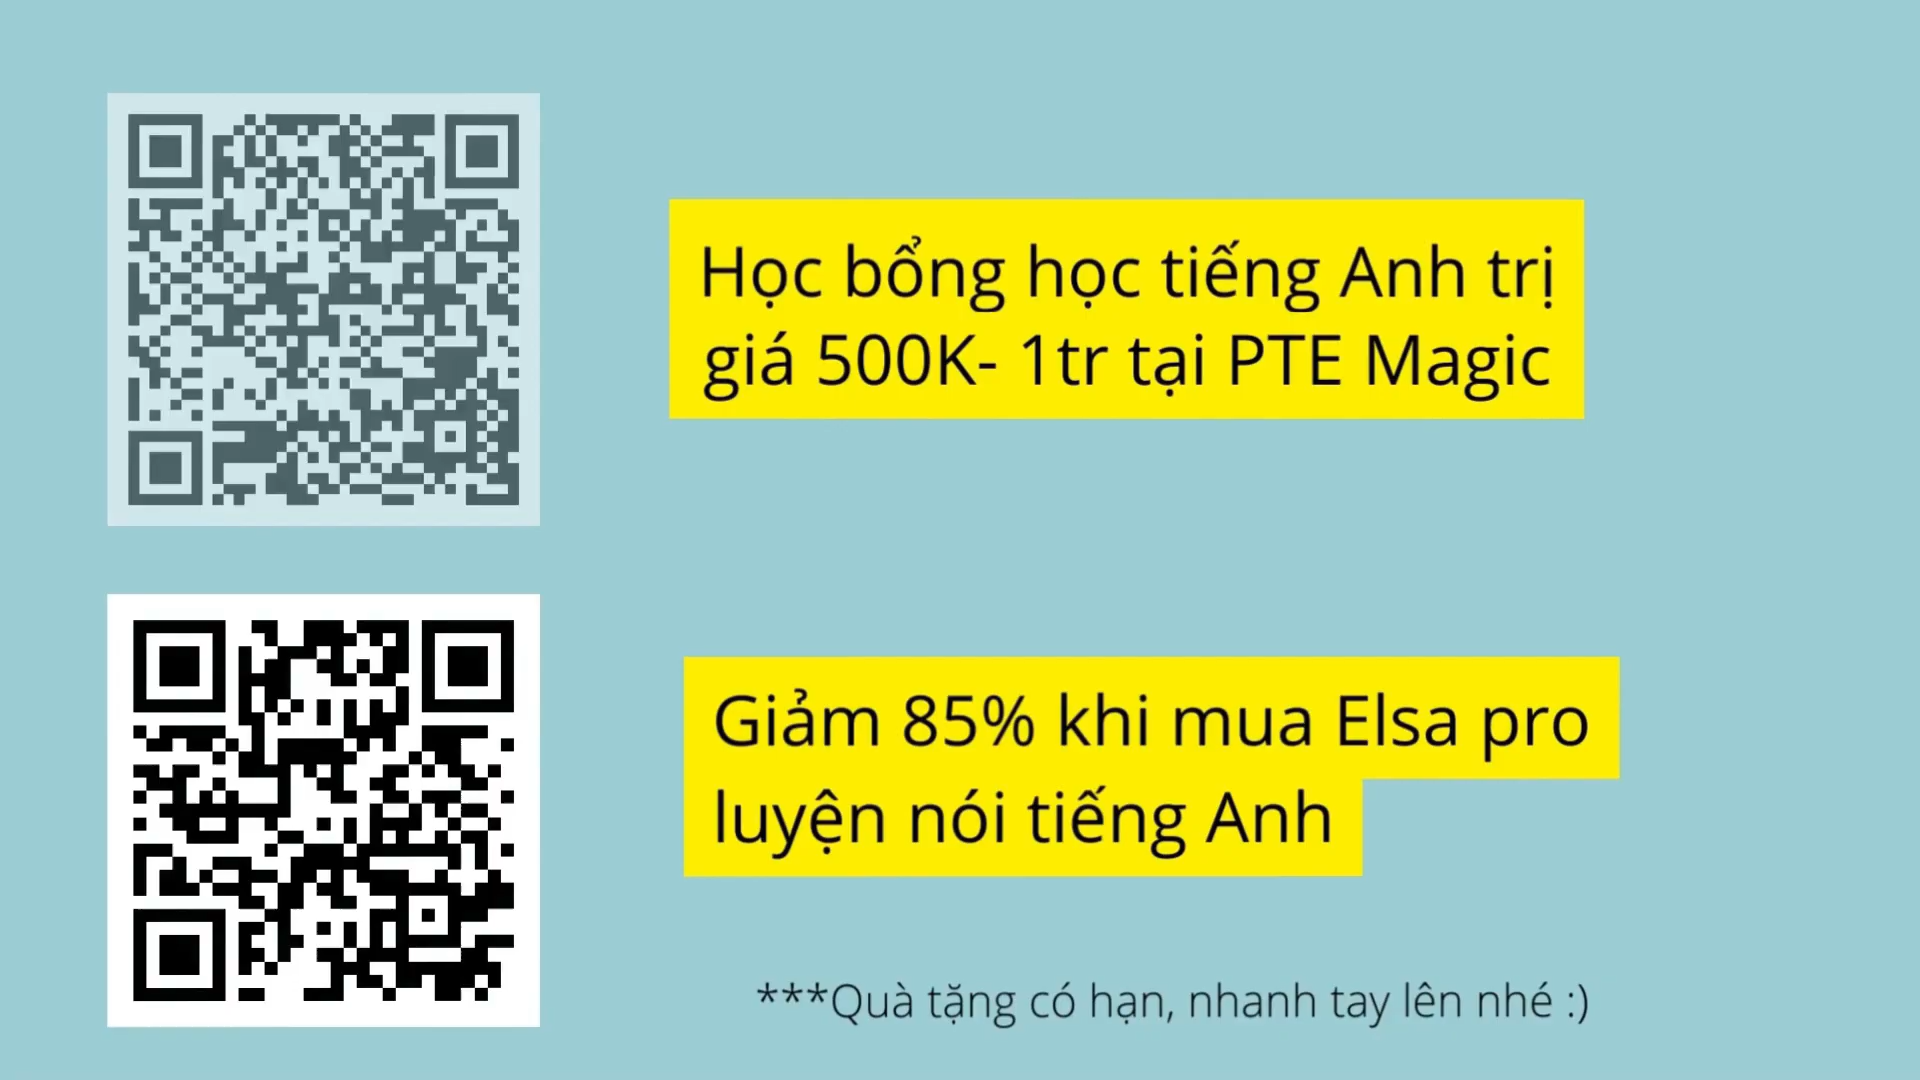 Học bổng học tiếng Anh trị
giá 500K- 1tr tại PTE Magic
Giảm 85% khi mua Elsa pro
luyện nói tiếng Anh
***Quà tặng có hạn, nhanh tay lên nhé :)